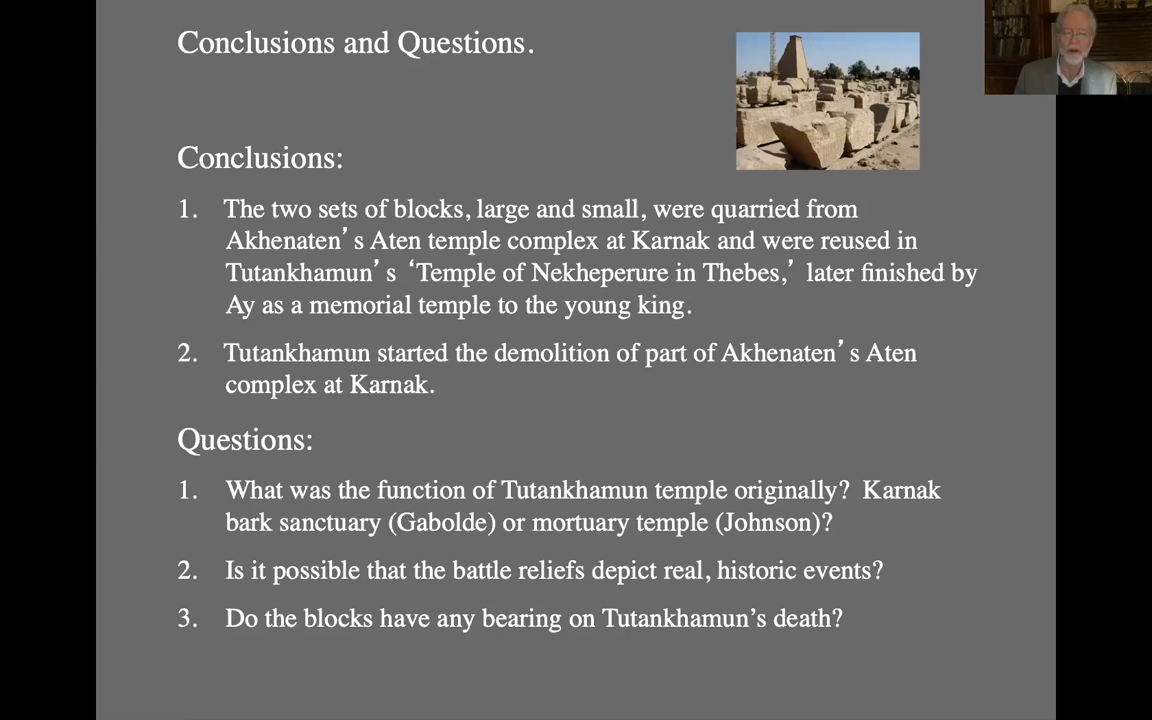 Conclusions and Questions.
Conclusions:
1. The two sets of blocks, large and small, were quarried from
Akhenaten’s Aten temple complex at Karnak and were reused in
Tutankhamun’s ‘Temple of Nekheperure in Thebes,’ later finished by
Ay as a memorial temple to the young king.
2. Tutankhamun started the demolition of part of Akhenaten’s Aten
complex at Karnak.
Questions:
1. What was the function of Tutankhamun temple originally? Karnak
bark sanctuary (Gabolde) or mortuary temple (Johnson)?
2. Is it possible that the battle reliefs depict real, historic events?
3. Do the blocks have any bearing on Tutankhamun’s death?